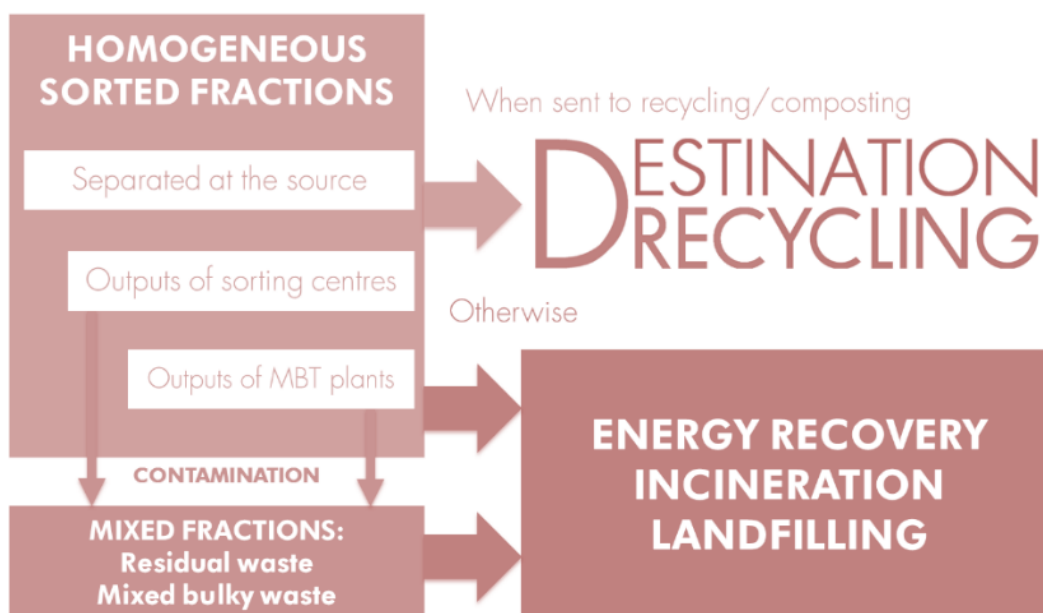 HOMOGENEOUS
SORTED FRACTIONS
Separated at the source
Outputs of sorting centres
Outputs of MBT plants
CONTAMINATION
MIXED FRACTIONS:
Residual waste
Mixed bulky waste
When sent to recycling/composting
DESTINATION
RECYCLING
Otherwise
ENERGY RECOVERY
INCINERATION
LANDFILLING